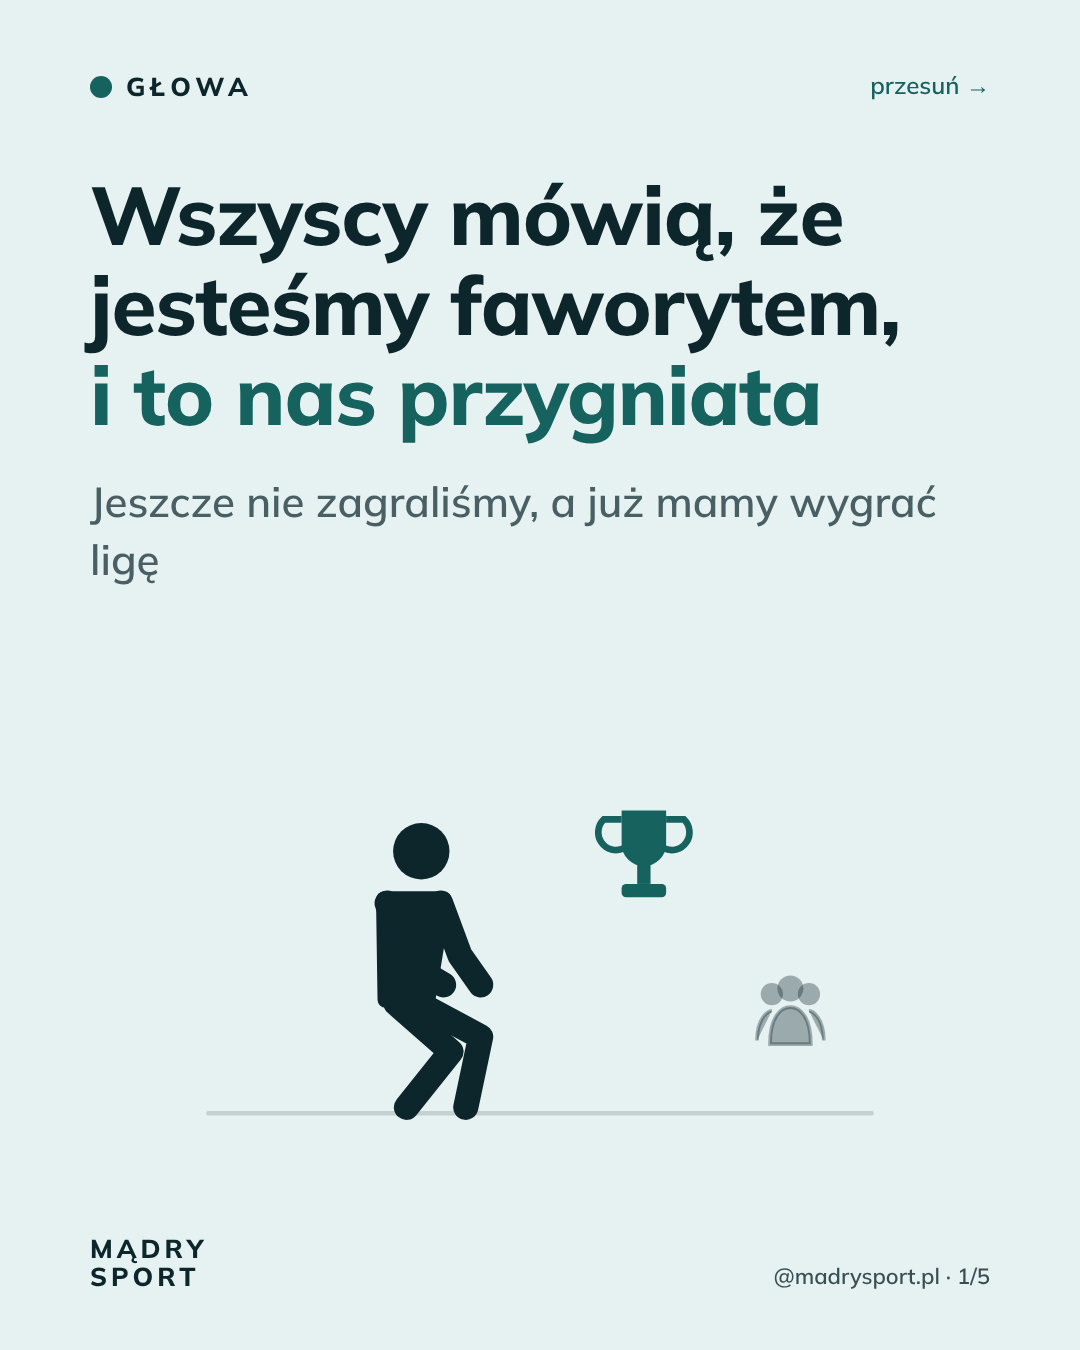 GŁOWA
przesuń →
Wszyscy mówią, że
jesteśmy faworytem,
i to nas przygniata
Jeszcze nie zagraliśmy, a już mamy wygrać
ligę
MĄDRY
SPORT
@madrysport.pl · 1/5